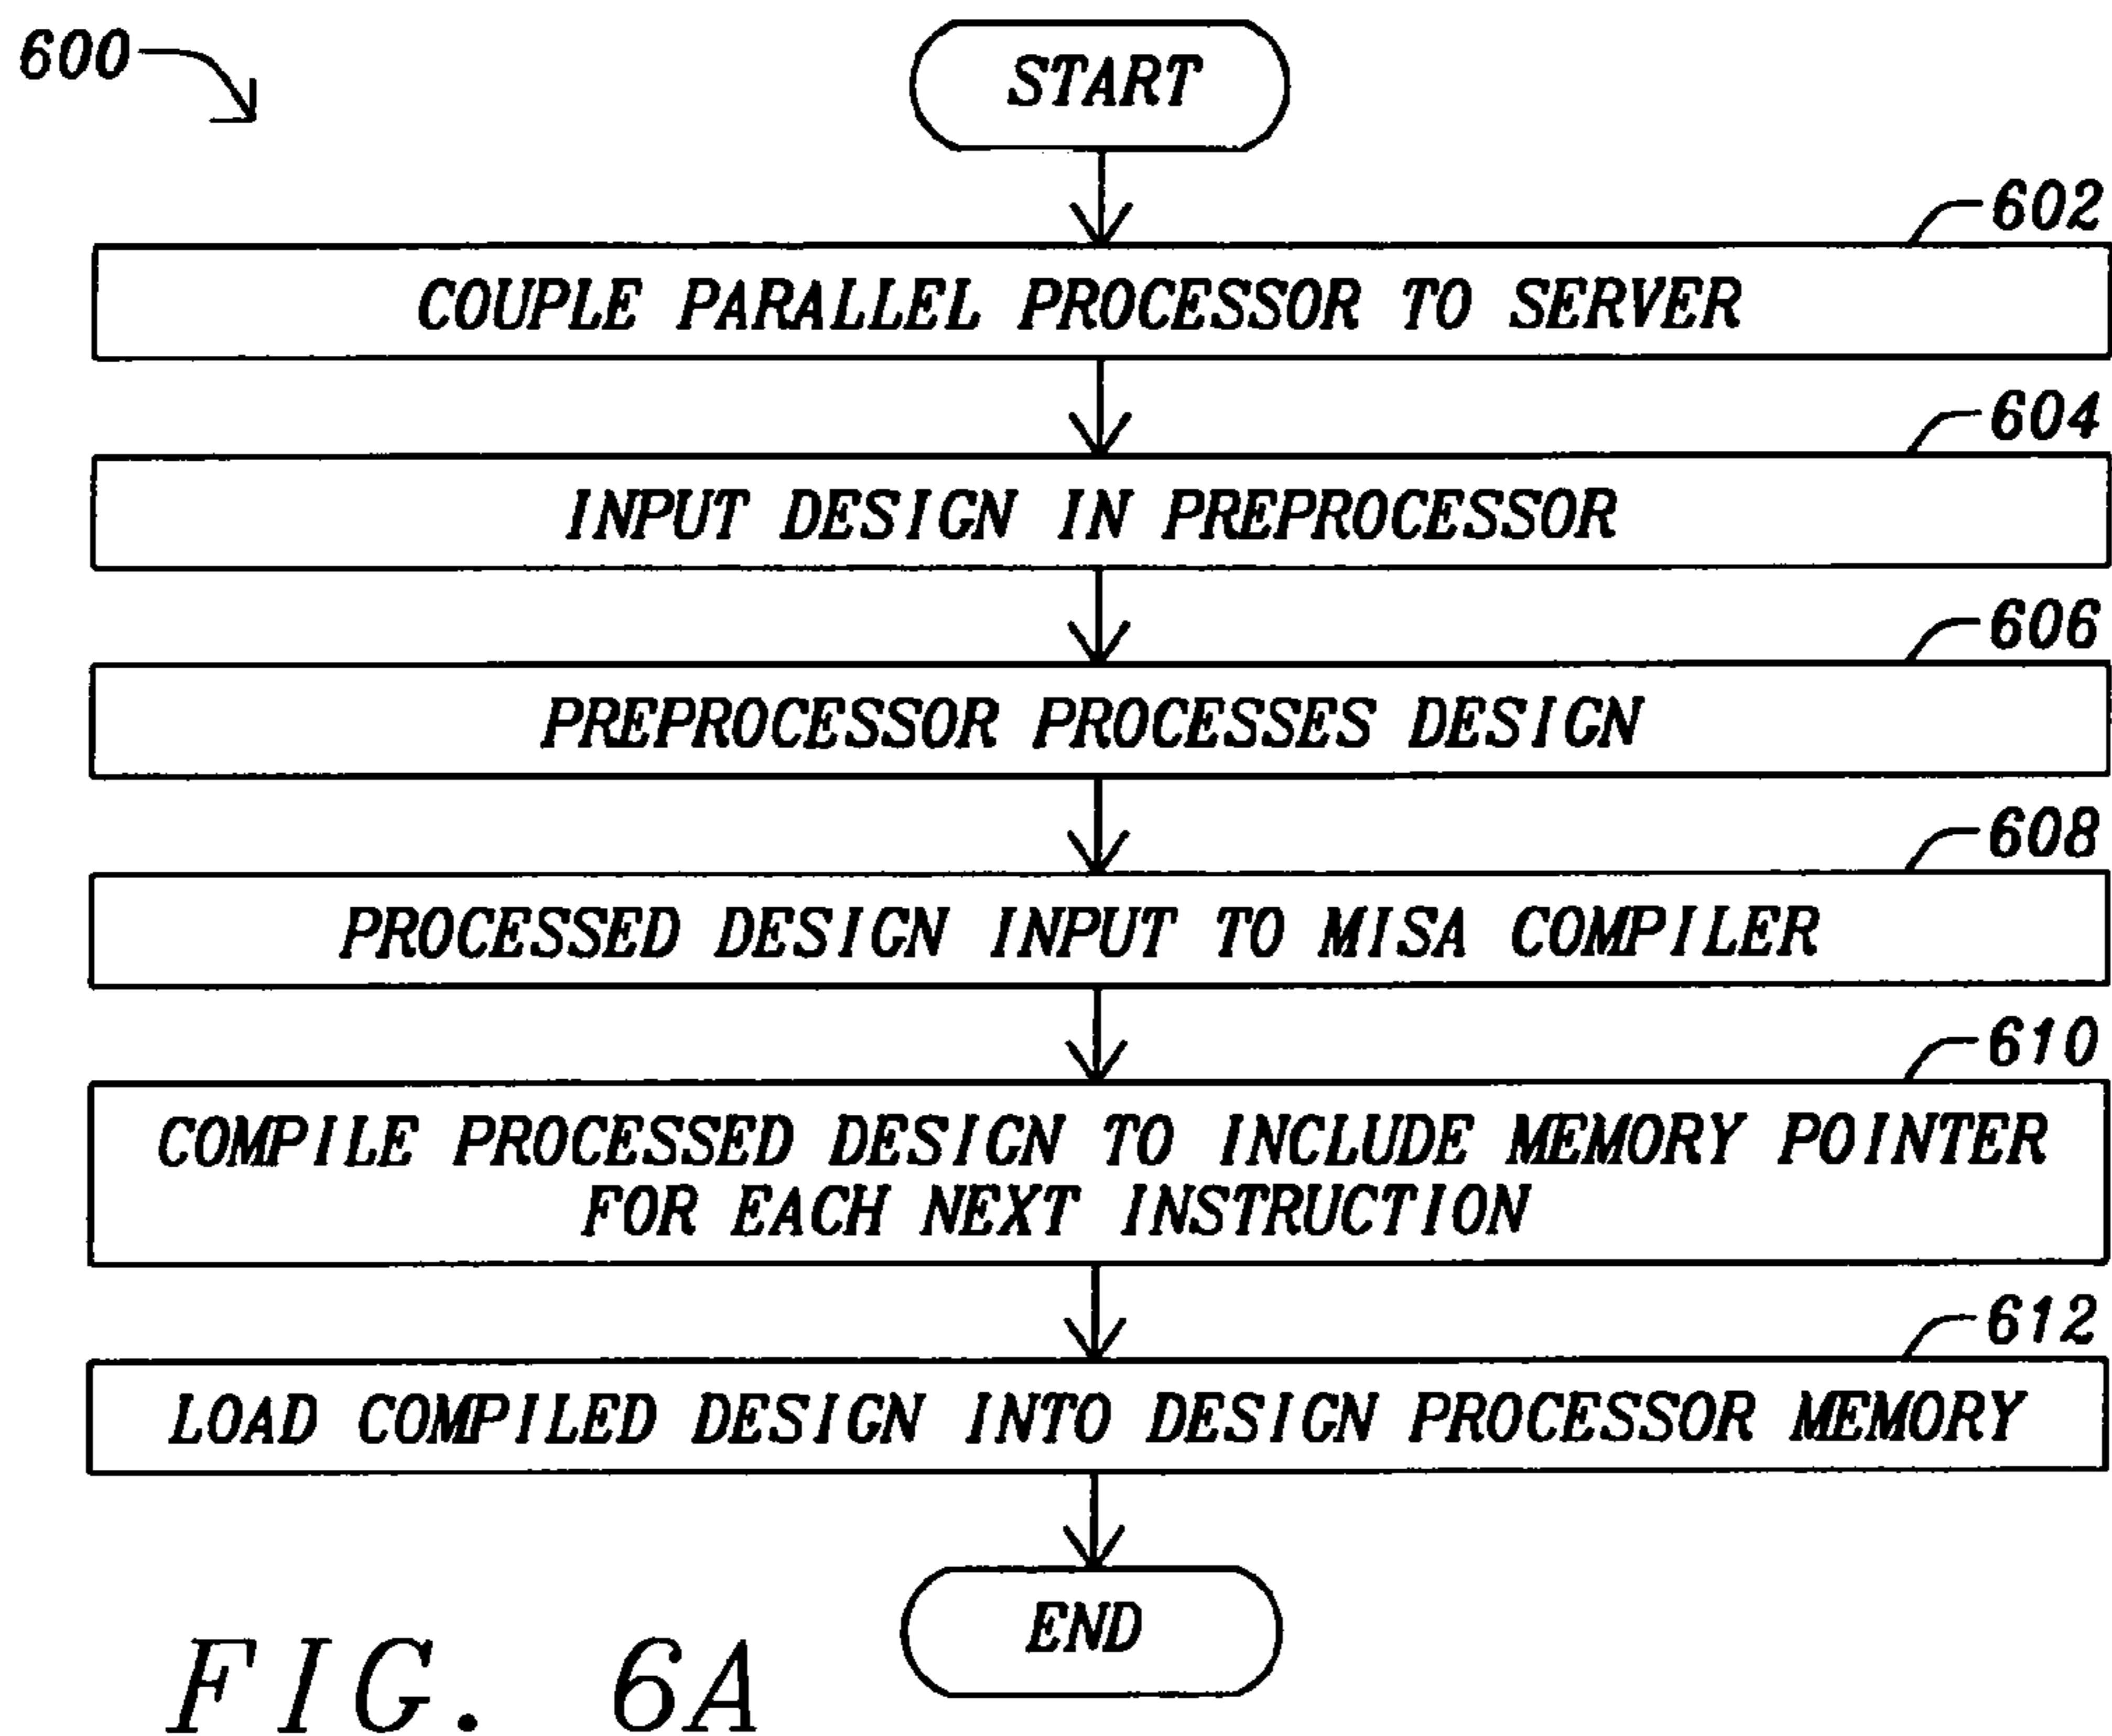 600
START
602
COUPLE PARALLEL PROCESSOR TO SERVER
604
INPUT DESIGN IN PREPROCESSOR
606
PREPROCESSOR PROCESSES DESIGN
608
PROCESSED DESIGN INPUT TO MISA COMPILER
610
COMPILE PROCESSED DESIGN TO INCLUDE MEMORY POINTER
FOR EACH NEXT INSTRUCTION
612
LOAD COMPILED DESIGN INTO DESIGN PROCESSOR MEMORY
END
FIG. 6A